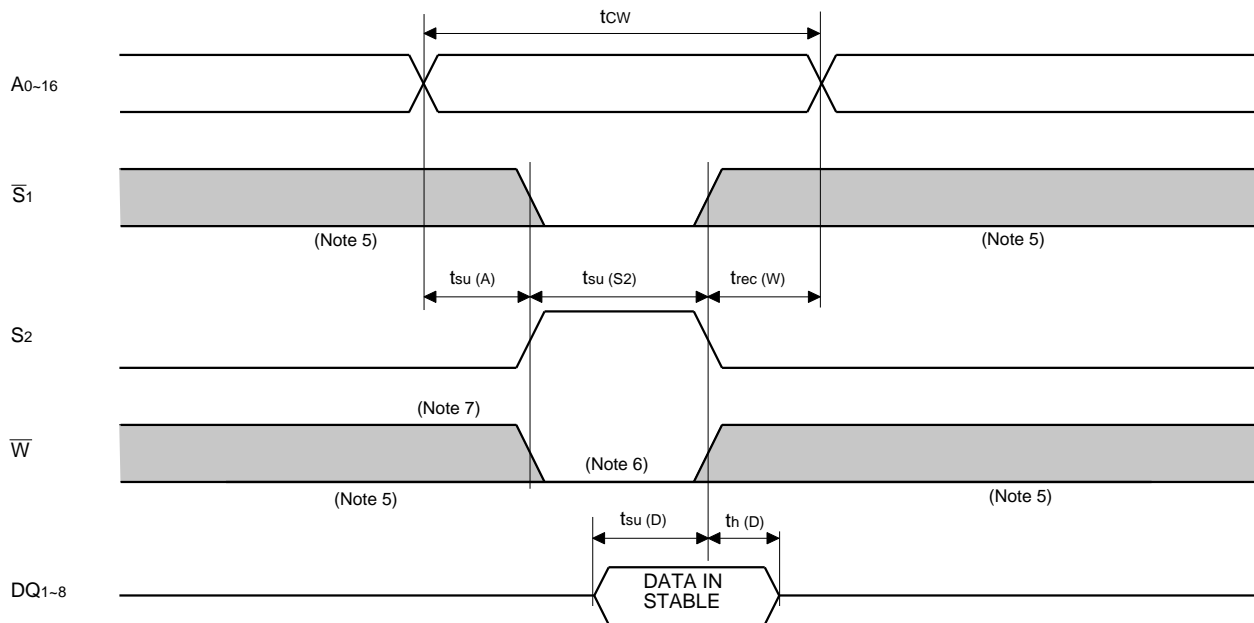 tCW
A0~16
S̅1
(Note 5) (Note 5)
tsu (A) tsu (S2) trec (W)
S2
(Note 7)
W̅
(Note 6)
(Note 5) (Note 5)
tsu (D) th (D)
DQ1~8
DATA IN
STABLE